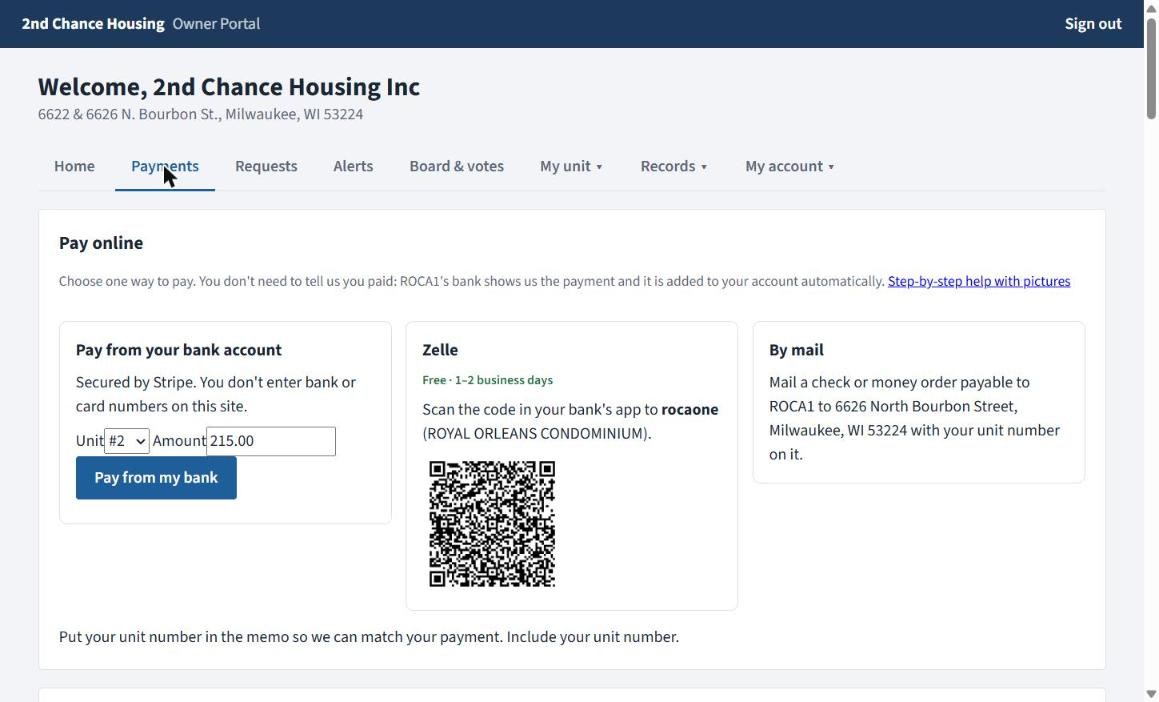 2nd Chance Housing Owner Portal
Sign out
Welcome, 2nd Chance Housing Inc
6622 & 6626 N. Bourbon St., Milwaukee, WI 53224
Home Payments Requests Alerts Board & votes My unit ▾ Records ▾ My account ▾
Pay online
Choose one way to pay. You don't need to tell us you paid: ROCA1's bank shows us the payment and it is added to your account automatically. Step-by-step help with pictures
Pay from your bank account
Secured by Stripe. You don't enter bank or
card numbers on this site.
Unit #2 Amount 215.00
Pay from my bank
Zelle
Free · 1–2 business days
Scan the code in your bank's app to rocaone
(ROYAL ORLEANS CONDOMINIUM).
By mail
Mail a check or money order payable to
ROCA1 to 6626 North Bourbon Street,
Milwaukee, WI 53224 with your unit number
on it.
Put your unit number in the memo so we can match your payment. Include your unit number.